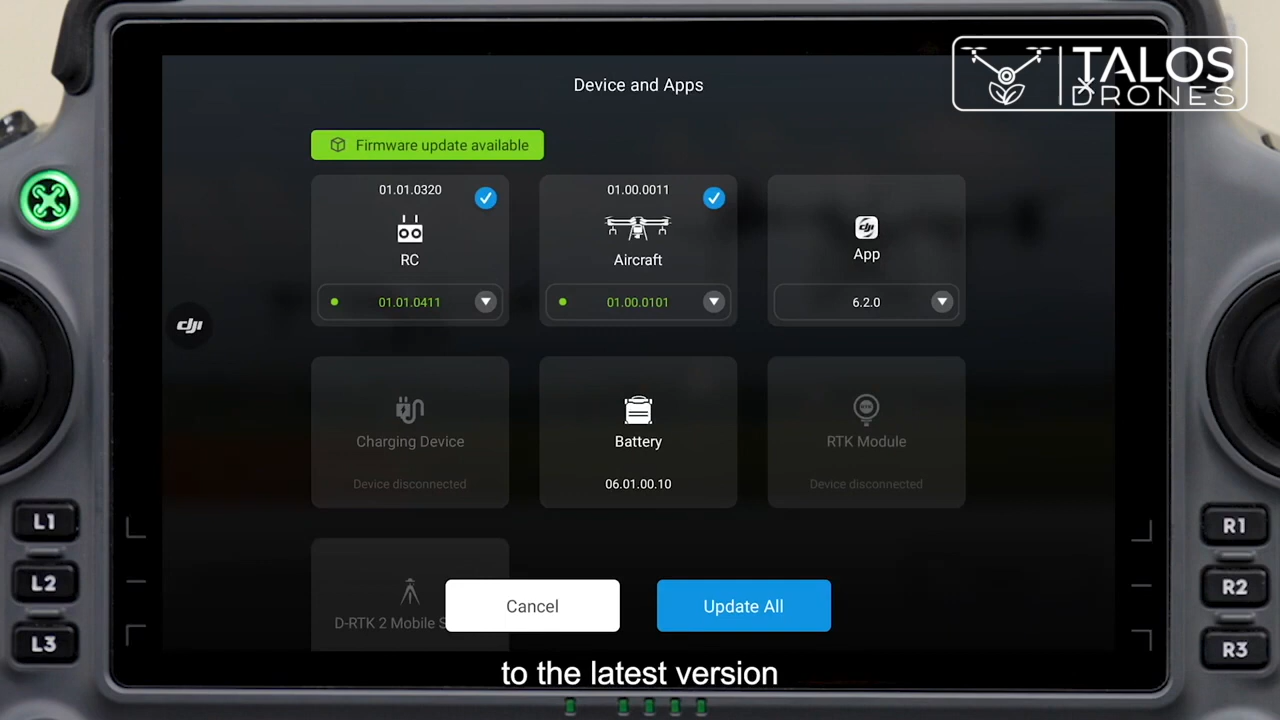 TALOS
DRONES
Device and Apps
Firmware update available
01.01.0320
RC
01.01.0411
01.00.0011
Aircraft
01.00.0101
App
6.2.0
dji
Charging Device
Device disconnected
Battery
06.01.00.10
RTK Module
Device disconnected
D-RTK 2 Mobile S
Cancel
Update All
L1
L2
L3
R1
R2
R3
to the latest version